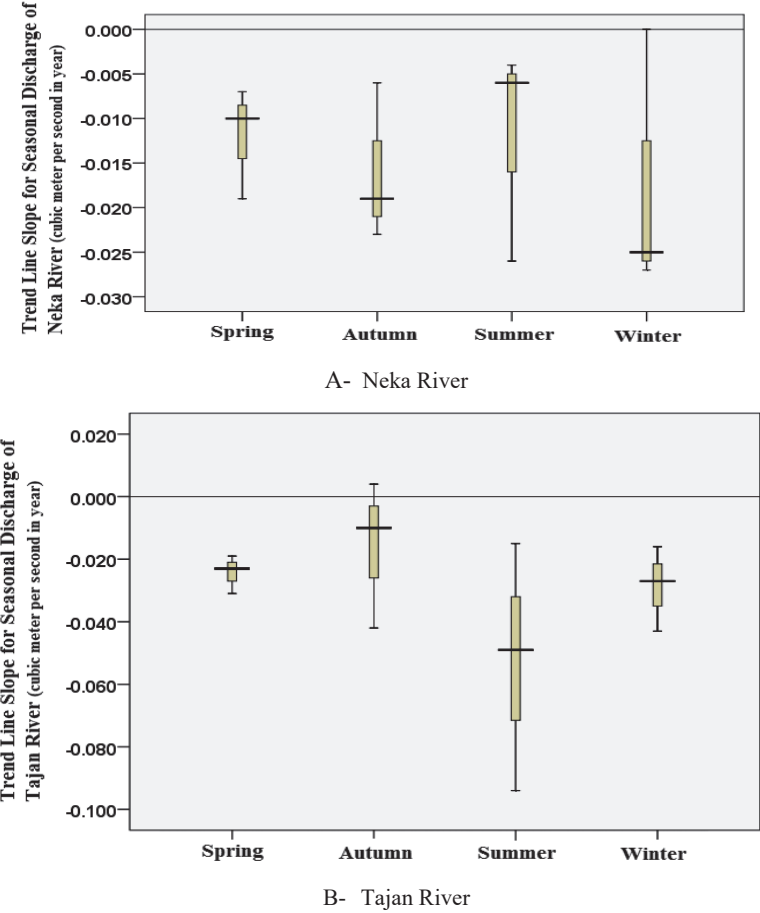 Trend Line Slope for Seasonal Discharge of
Neka River (cubic meter per second in year)
0.000
-0.005
-0.010
-0.015
-0.020
-0.025
-0.030
Spring Autumn Summer Winter
A- Neka River
Trend Line Slope for Seasonal Discharge of
Tajan River (cubic meter per second in year)
0.020
0.000
-0.020
-0.040
-0.060
-0.080
-0.100
Spring Autumn Summer Winter
B- Tajan River